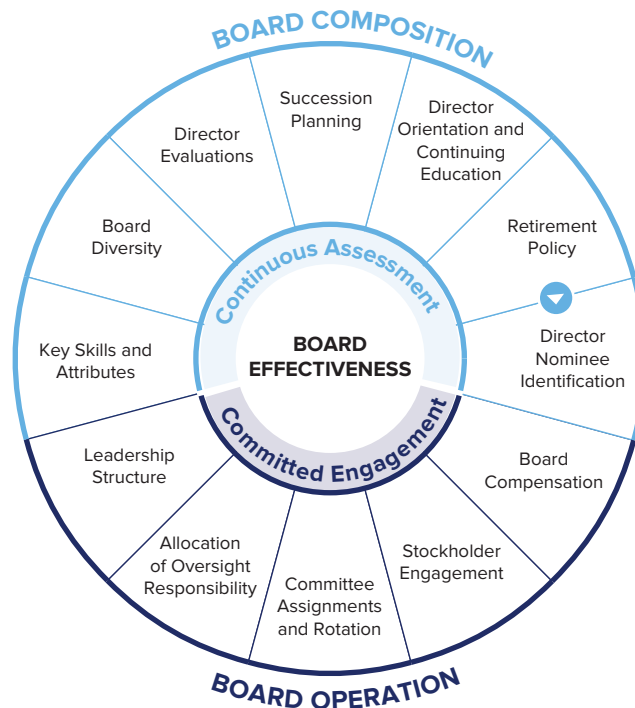 BOARD COMPOSITION
Succession
Planning
Director
Orientation and
Continuing
Education
Director
Evaluations
Retirement
Policy
Board
Diversity
Continuous Assessment
Key Skills and
Attributes
BOARD
EFFECTIVENESS
Director
Nominee
Identification
Committed Engagement
Leadership
Structure
Board
Compensation
Allocation
of Oversight
Responsibility
Committee
Assignments
and Rotation
Stockholder
Engagement
BOARD OPERATION